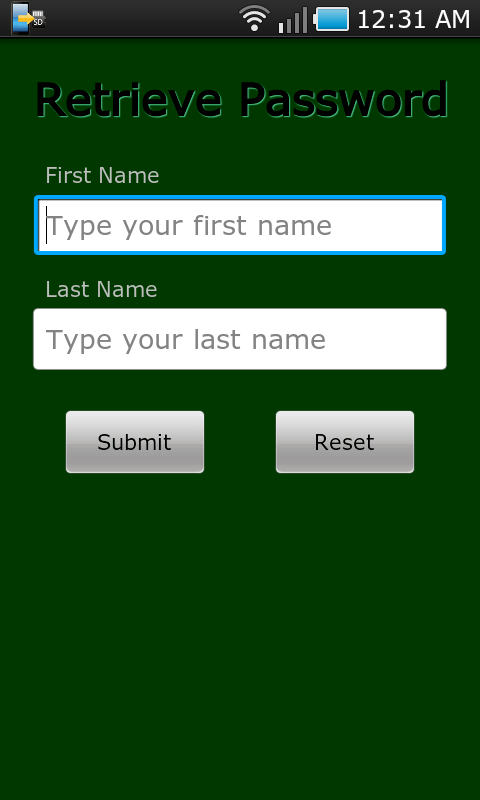 SD
12:31 AM
Retrieve Password
First Name
Type your first name
Last Name
Type your last name
Submit
Reset